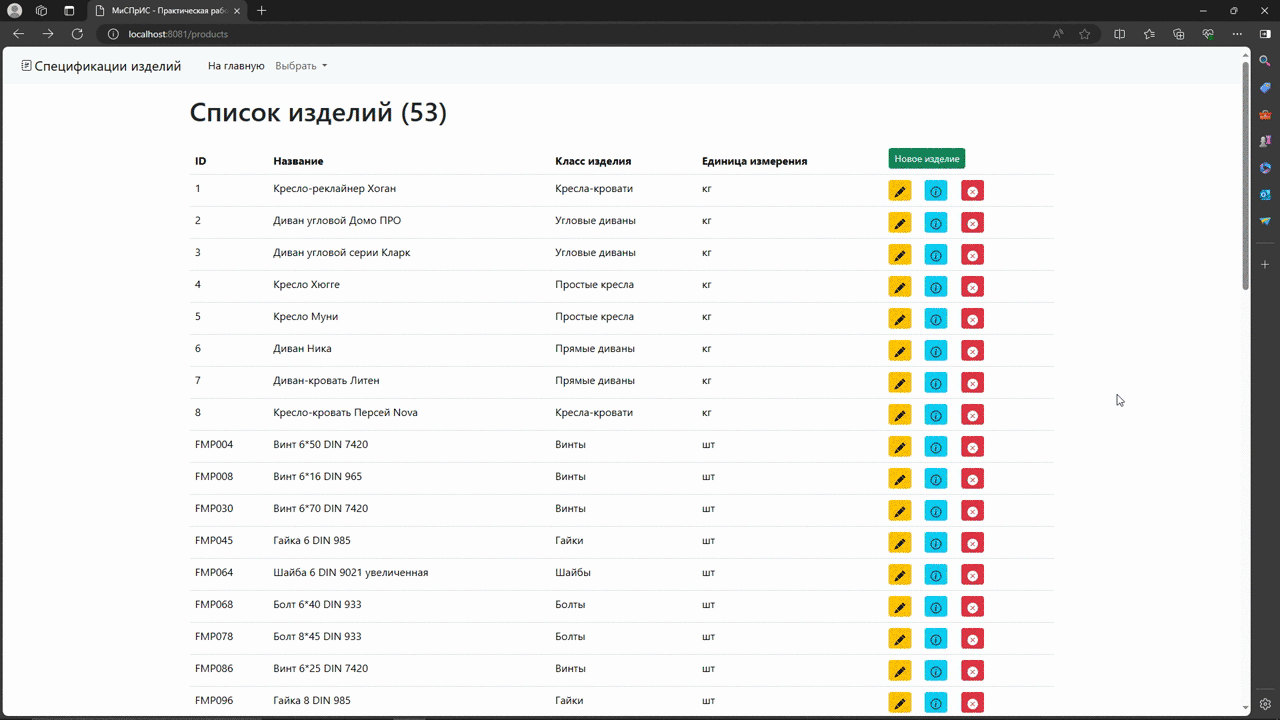 МиСПрИС - Практическая рабо
localhost:8081/products
Спецификации изделий На главную Выбрать
Список изделий (53)
ID Название Класс изделия Единица измерения Новое изделие
1 Кресло-реклайнер Хоган Кресла-кровати кг
2 Диван угловой Домо ПРО Угловые диваны кг
3 Диван угловой серии Кларк Угловые диваны кг
4 Кресло Хюгге Простые кресла кг
5 Кресло Муни Простые кресла кг
6 Диван Ника Прямые диваны кг
7 Диван-кровать Литен Прямые диваны кг
8 Кресло-кровать Персей Nova Кресла-кровати кг
FMP004 Винт 6*50 DIN 7420 Винты шт
FMP008 Винт 6*16 DIN 965 Винты шт
FMP030 Винт 6*70 DIN 7420 Винты шт
FMP045 Гайка 6 DIN 985 Гайки шт
FMP064 Шайба 6 DIN 9021 увеличенная Шайбы шт
FMP068 Болт 6*40 DIN 933 Болты шт
FMP078 Болт 8*45 DIN 933 Болты шт
FMP086 Винт 6*25 DIN 7420 Винты шт
FMP096 Гайка 8 DIN 985 Гайки шт